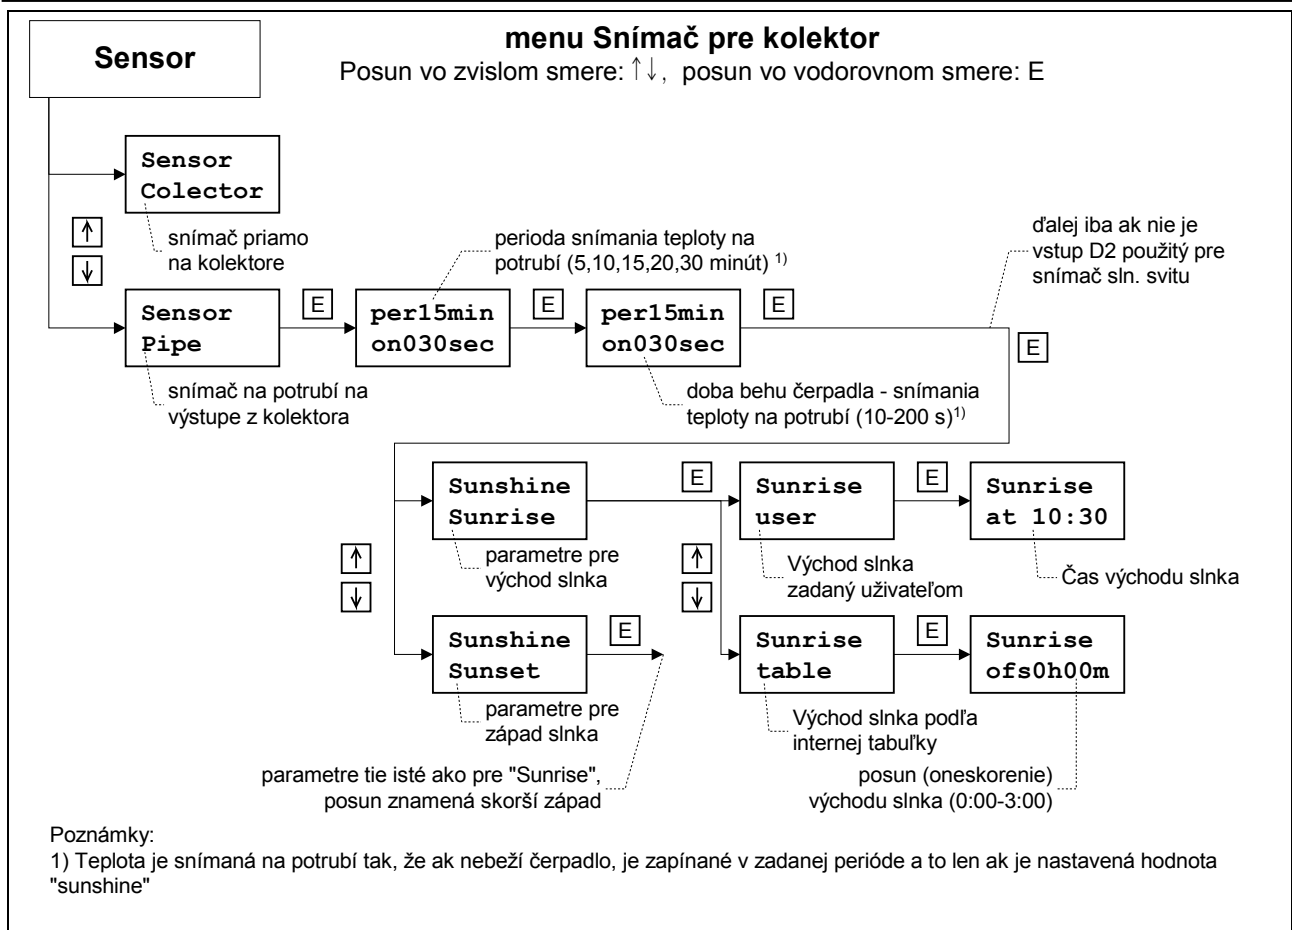 Sensor
menu Snímač pre kolektor
Posun vo zvislom smere: ↑↓, posun vo vodorovnom smere: E
Sensor
Colector
↑
↓
snímač priamo
na kolektore
perioda snímania teploty na
potrubí (5,10,15,20,30 minút) 1)
ďalej iba ak nie je
vstup D2 použitý pre
snímač sln. svitu
Sensor
Pipe
E
per15min
on030sec
E
per15min
on030sec
E
E
snímač na potrubí na
výstupe z kolektora
doba behu čerpadla - snímania
teploty na potrubí (10-200 s)1)
Sunshine
Sunrise
E
Sunrise
user
E
Sunrise
at 10:30
↑
↓
parametre pre
východ slnka
↑
↓
Východ slnka
zadaný uživateľom
Čas východu slnka
Sunshine
Sunset
E
Sunrise
table
E
Sunrise
ofs0h00m
parametre pre
západ slnka
Východ slnka podľa
internej tabuľky
parametre tie isté ako pre "Sunrise",
posun znamená skorší západ
posun (oneskorenie)
východu slnka (0:00-3:00)
Poznámky:
1) Teplota je snímaná na potrubí tak, že ak nebeží čerpadlo, je zapínané v zadanej perióde a to len ak je nastavená hodnota
"sunshine"